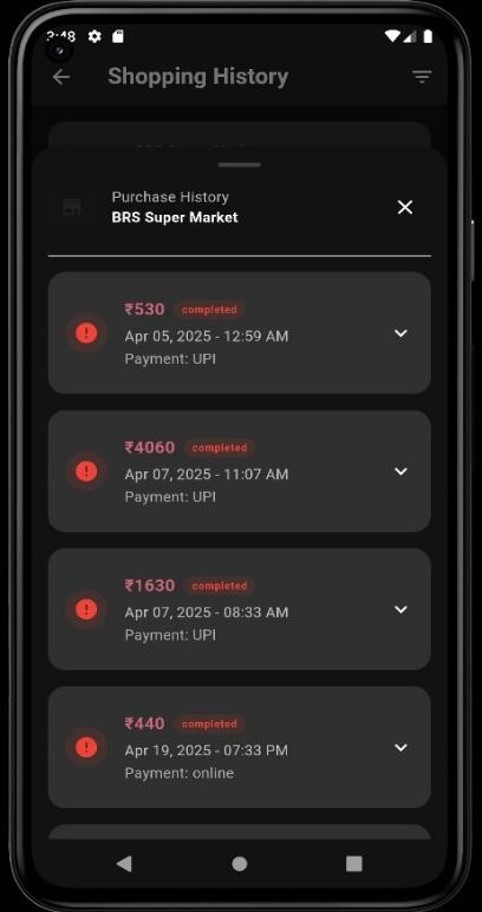 2:48
Shopping History
Purchase History
BRS Super Market
₹530 completed
Apr 05, 2025 - 12:59 AM
Payment: UPI
₹4060 completed
Apr 07, 2025 - 11:07 AM
Payment: UPI
₹1630 completed
Apr 07, 2025 - 08:33 AM
Payment: UPI
₹440 completed
Apr 19, 2025 - 07:33 PM
Payment: online